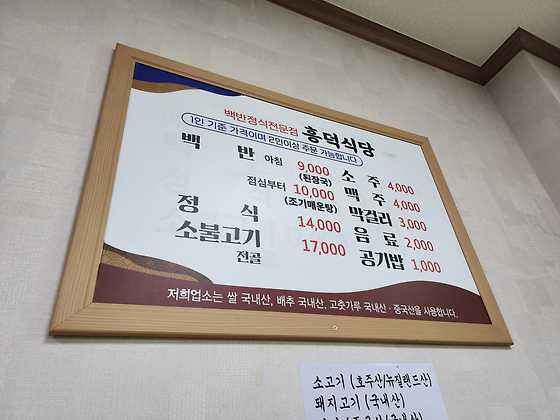 백반정식전문점 흥덕식당
1인 기준 가격이며 2인이상 주문 가능합니다
백 반 아침 9,000 (된장국)
점심부터 10,000 (조기매운탕)
정 식 14,000
소불고기 전골 17,000
소 주 4,000
맥 주 4,000
막걸리 3,000
음 료 2,000
공기밥 1,000
저희업소는 쌀 국내산, 배추 국내산, 고춧가루 국내산 · 중국산을 사용합니다.
소고기 (호주산/뉴질랜드산)
돼지고기 (국내산)